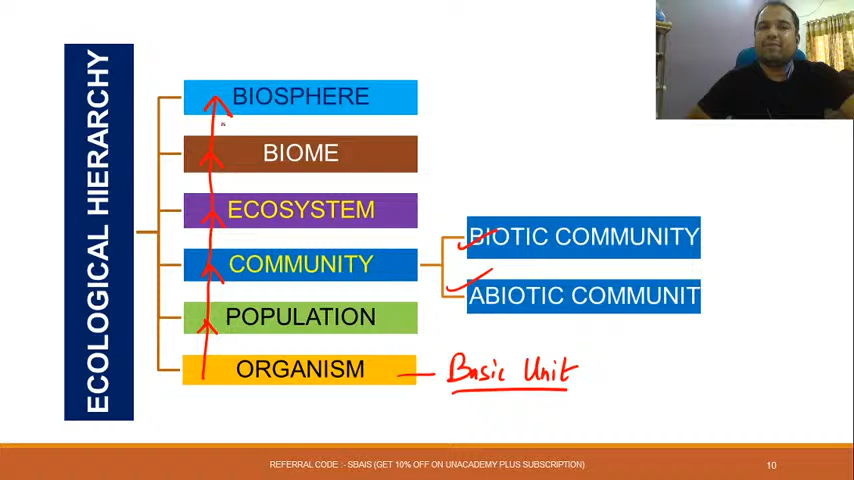 ECOLOGICAL HIERARCHY
BIOSPHERE
BIOME
ECOSYSTEM
COMMUNITY
BIOTIC COMMUNITY
ABIOTIC COMMUNIT
POPULATION
ORGANISM
Basic Unit
REFERRAL CODE :- SBAIS (GET 10% OFF ON UNACADEMY PLUS SUBSCRIPTION)
10